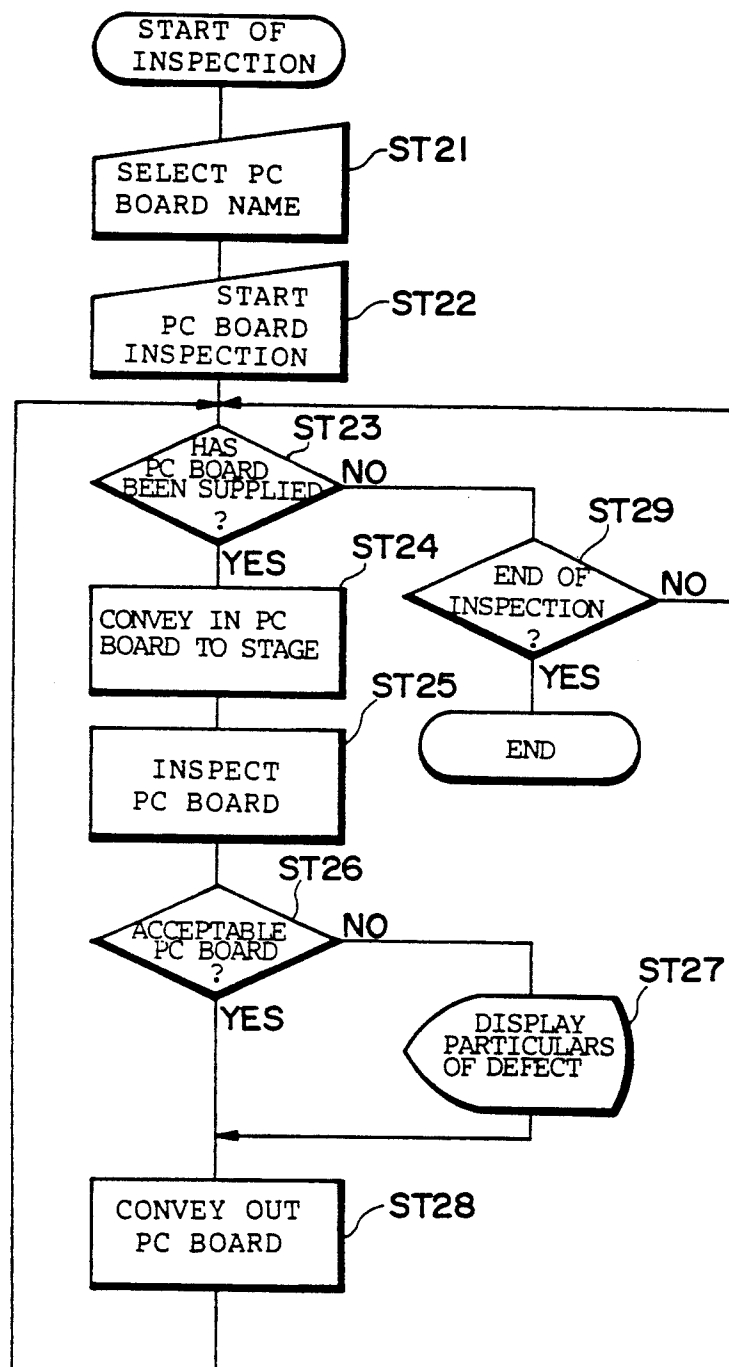 START OF
INSPECTION
ST21
SELECT PC
BOARD NAME
ST22
START
PC BOARD
INSPECTION
ST23
HAS
PC BOARD
BEEN SUPPLIED
?
NO
YES
ST29
END OF
INSPECTION
?
NO
YES
END
ST24
CONVEY IN PC
BOARD TO STAGE
ST25
INSPECT
PC BOARD
ST26
ACCEPTABLE
PC BOARD
?
NO
YES
ST27
DISPLAY
PARTICULARS
OF DEFECT
ST28
CONVEY OUT
PC BOARD